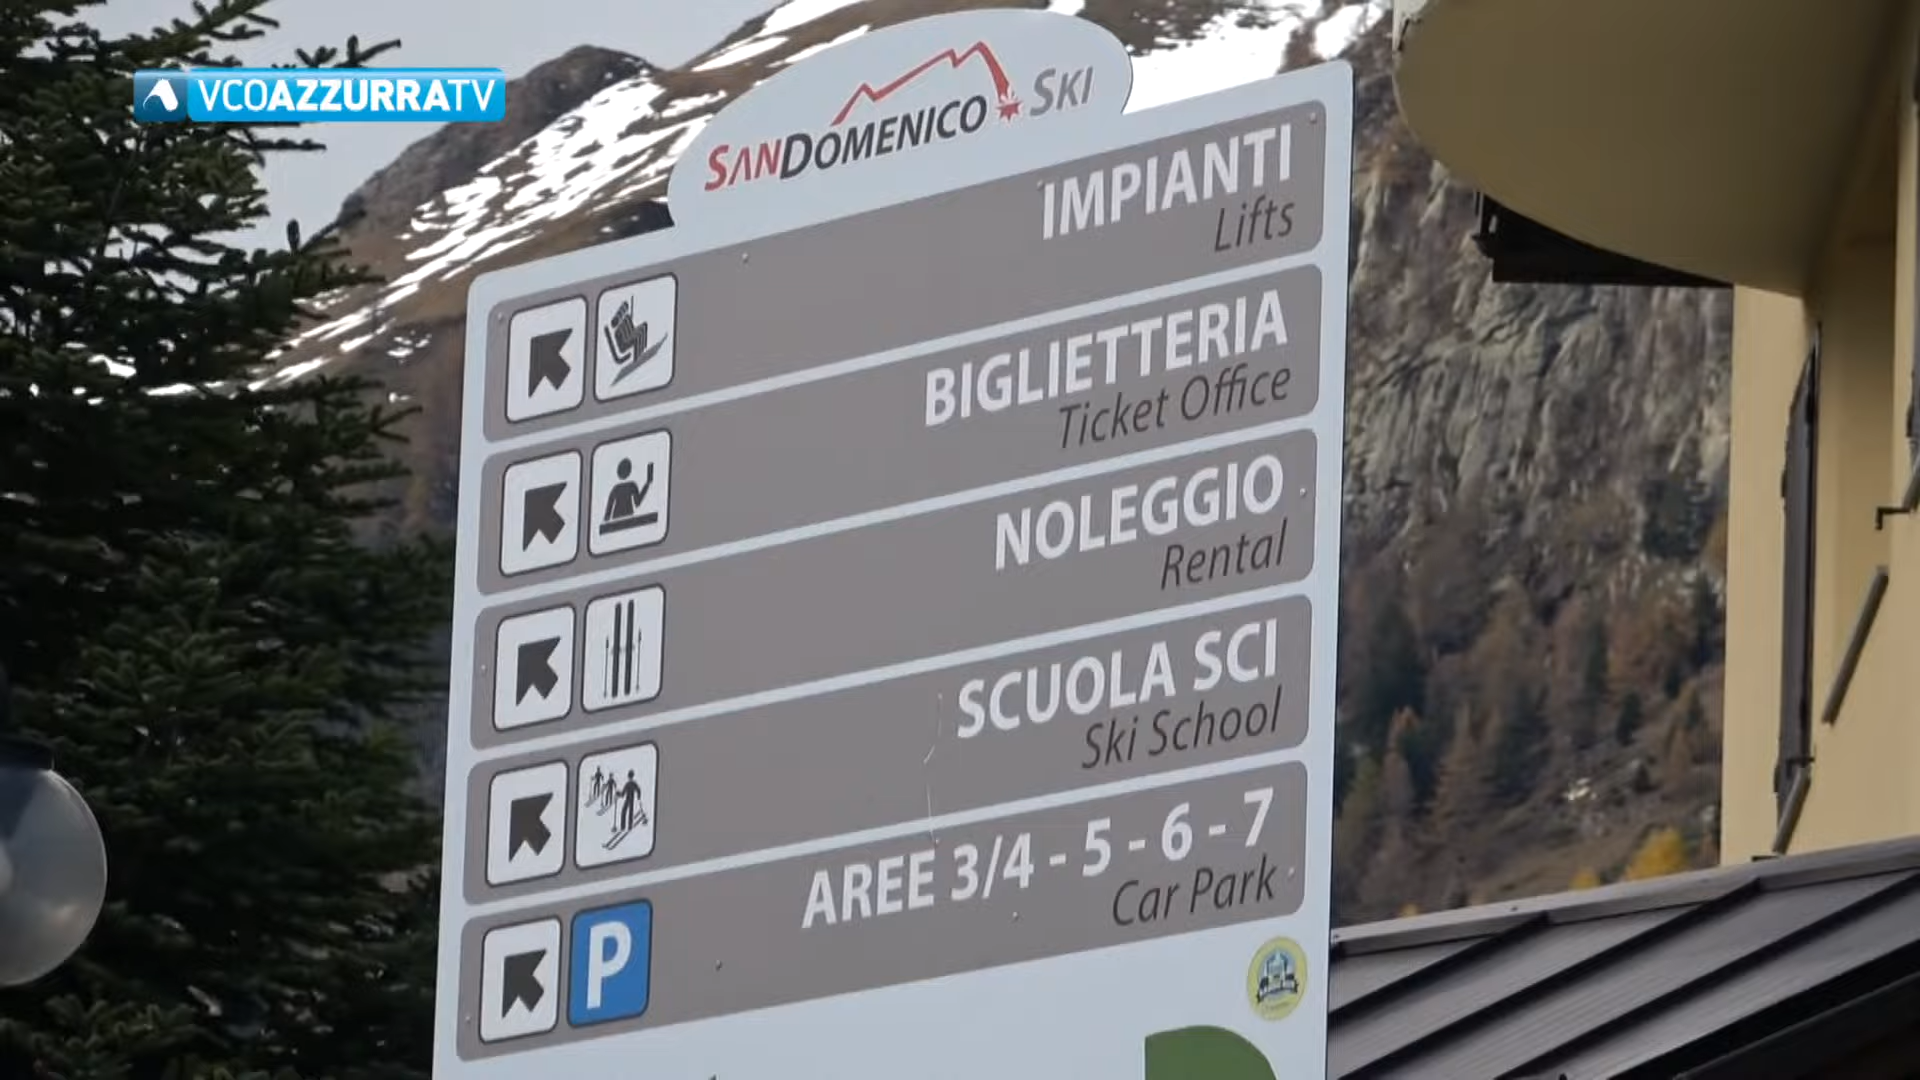 VCOAZZURRATV
SANDOMENICO SKI
IMPIANTI
Lifts
BIGLIETTERIA
Ticket Office
NOLEGGIO
Rental
SCUOLA SCI
Ski School
AREE 3/4 - 5 - 6 - 7
Car Park
P